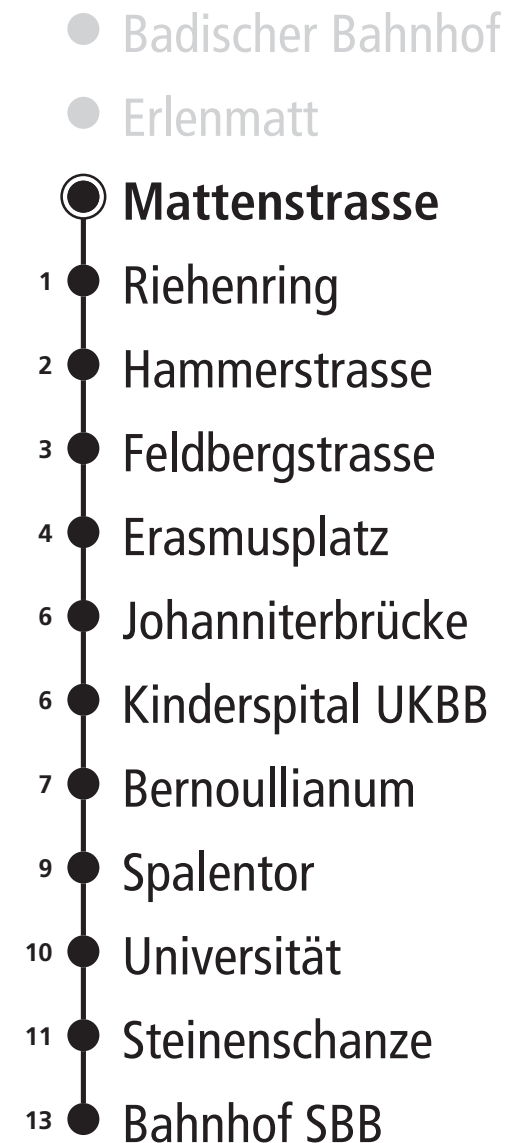 Badischer Bahnhof
Erlenmatt
Mattenstrasse
1 Riehenring
2 Hammerstrasse
3 Feldbergstrasse
4 Erasmusplatz
6 Johanniterbrücke
6 Kinderspital UKBB
7 Bernoullianum
9 Spalentor
10 Universität
11 Steinenschanze
13 Bahnhof SBB